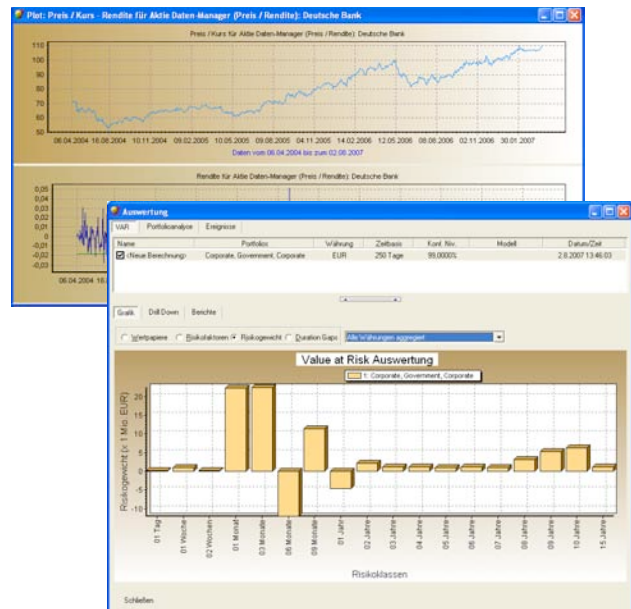 Plot: Preis / Kurs - Rendite für Aktie Daten-Manager (Preis / Rendite): Deutsche Bank
Preis / Kurs für Aktie Daten-Manager (Preis / Rendite): Deutsche Bank
110
100
90
80
70
60
50
06.04.2004 18.08.2004 10.11.2004 09.02.2005 10.05.2005 09.08.2005 04.11.2005 14.02.2006 12.05.2006 08.08.2006 02.11.2006 30.01.2007
Daten vom 06.04.2004 bis zum 02.08.2007
Rendite für Aktie Daten-Manager (Preis / Rendite): Deutsche Bank
0,05
0,04
0,03
0,02
0,01
0
-0,01
-0,02
-0,03
06.04.2004
Auswertung
VAR Portfolioanalyse Ereignisse
Name Portfolios Währung Zeitbasis Konf. Niv. Modell Datum/Zeit
<Neue Berechnung> Corporate, Government, Corporate EUR 250 Tage 99,0000% 2.8.2007 13:46:03
Grafik Drill Down Berichte
Wertpapiere Risikofaktoren Risikogewicht Duration Gaps Alle Währungen aggregiert
Value at Risk Auswertung
1: Corporate, Government, Corporate
Risikogewicht (x 1 Mio. EUR)
20
15
10
5
0
-5
-10
01 Tag
01 Woche
02 Wochen
01 Monat
03 Monate
06 Monate
09 Monate
01 Jahr
02 Jahre
03 Jahre
04 Jahre
05 Jahre
06 Jahre
07 Jahre
08 Jahre
09 Jahre
10 Jahre
15 Jahre
Risikoklassen
Schließen